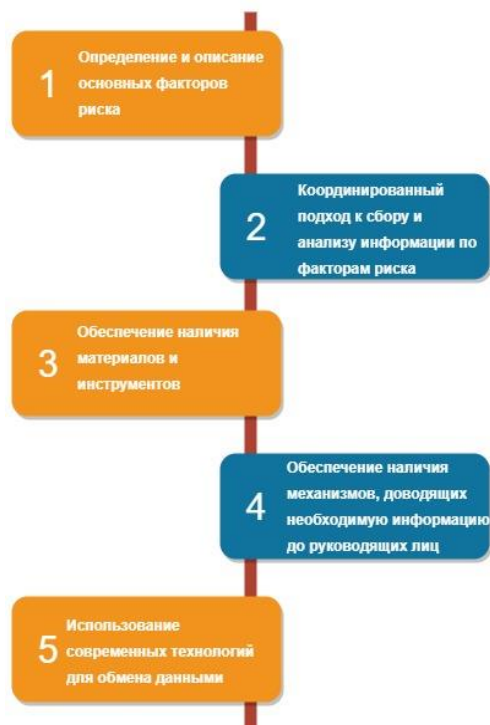 1
Определение и описание
основных факторов
риска
2
Координированный
подход к сбору и
анализу информации по
факторам риска
3
Обеспечение наличия
материалов и
инструментов
4
Обеспечение наличия
механизмов, доводящих
необходимую информацию
до руководящих лиц
5
Использование
современных технологий
для обмена данными